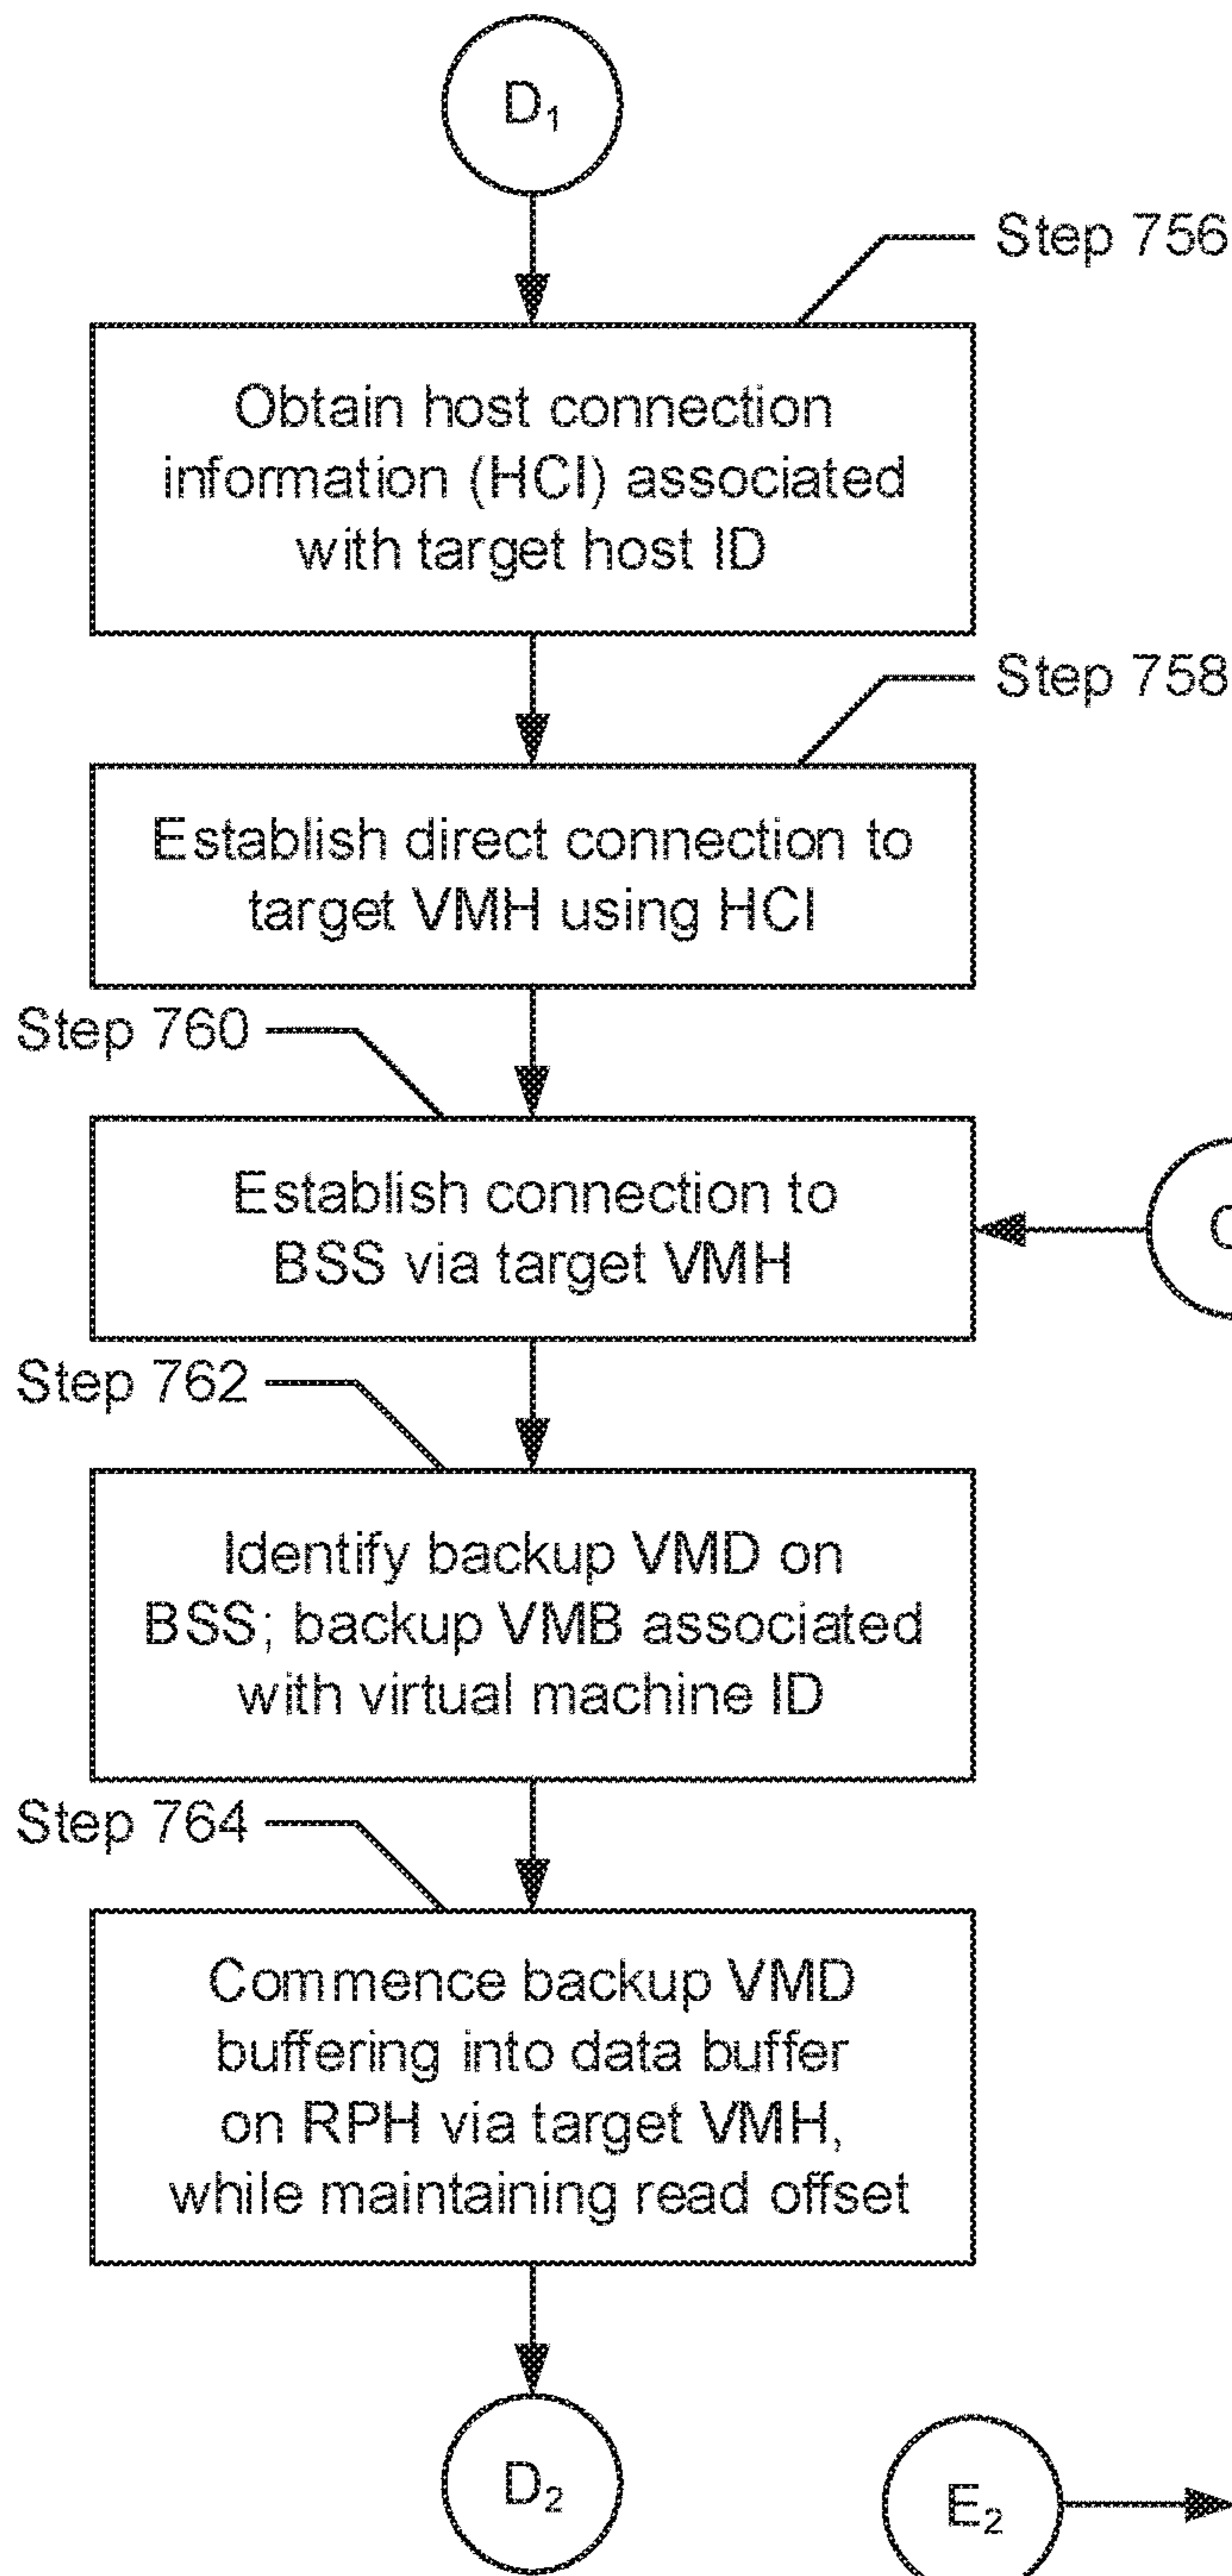 D₁
Step 756
Obtain host connection
information (HCI) associated
with target host ID
Step 758
Establish direct connection to
target VMH using HCI
Step 760
Establish connection to
BSS via target VMH
Step 762
Identify backup VMD on
BSS; backup VMB associated
with virtual machine ID
Step 764
Commence backup VMD
buffering into data buffer
on RPH via target VMH,
while maintaining read offset
D₂
E₂